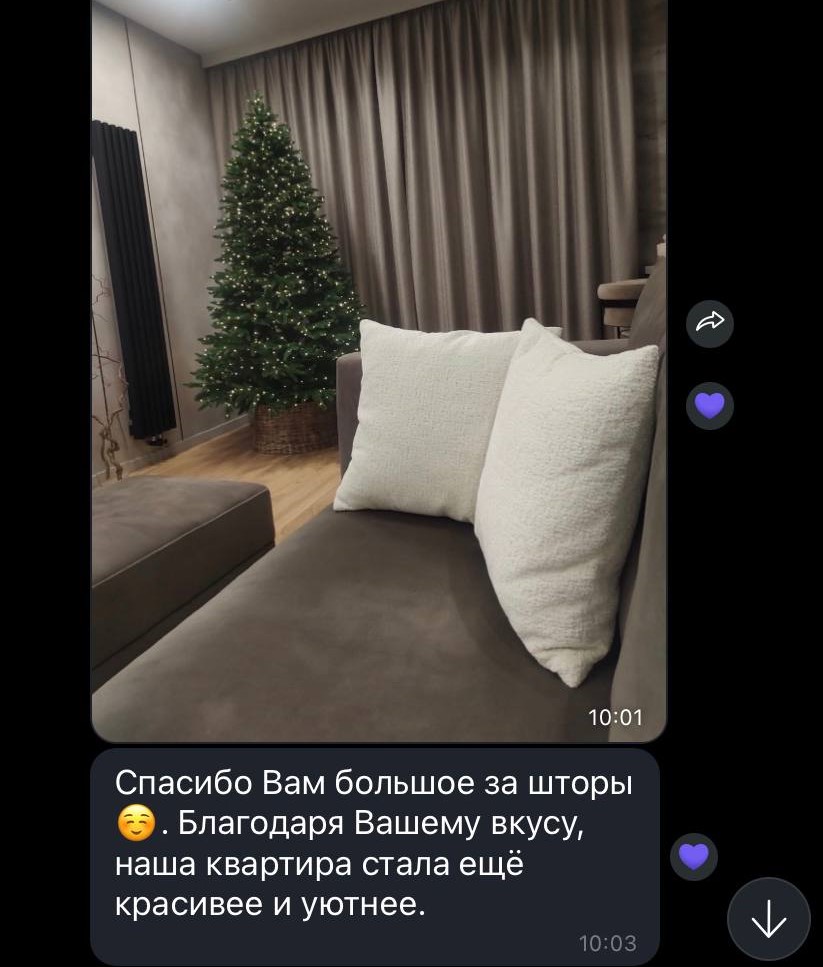 10:01
Спасибо Вам большое за шторы
☺️. Благодаря Вашему вкусу,
наша квартира стала ещё
красивее и уютнее.
10:03